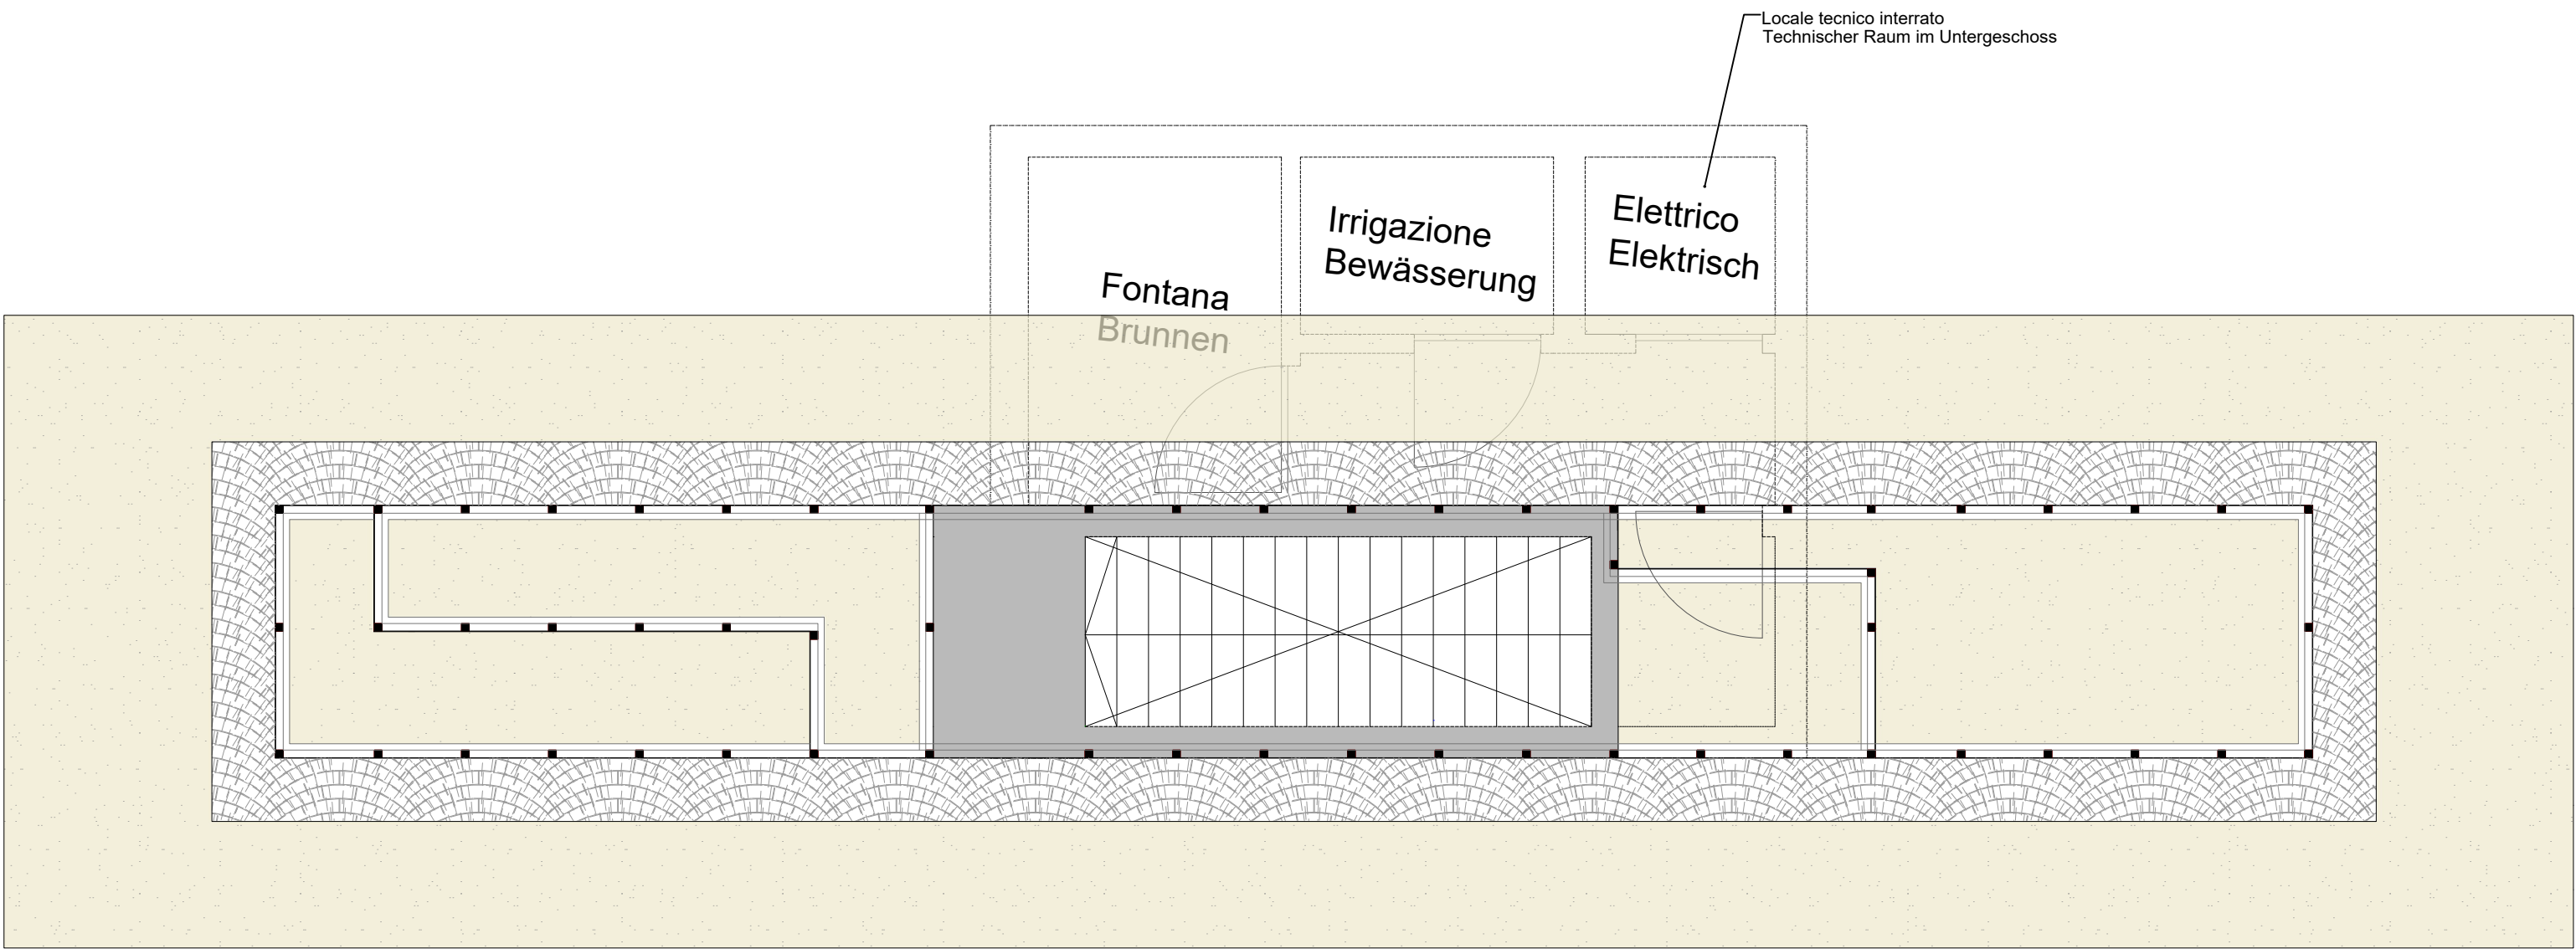 Locale tecnico interrato
Technischer Raum im Untergeschoss
Elettrico
Elektrisch
Irrigazione
Bewässerung
Fontana
Brunnen